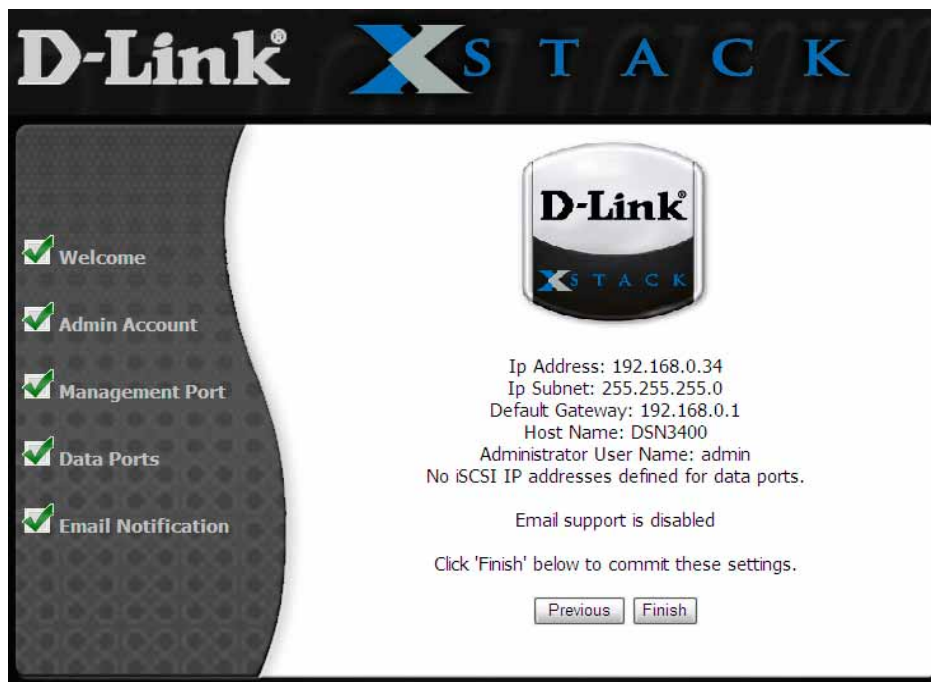 D-Link® XSTACK
Welcome
Admin Account
Management Port
Data Ports
Email Notification
D-Link®
XSTACK
Ip Address: 192.168.0.34
Ip Subnet: 255.255.255.0
Default Gateway: 192.168.0.1
Host Name: DSN3400
Administrator User Name: admin
No iSCSI IP addresses defined for data ports.
Email support is disabled
Click 'Finish' below to commit these settings.
Previous Finish